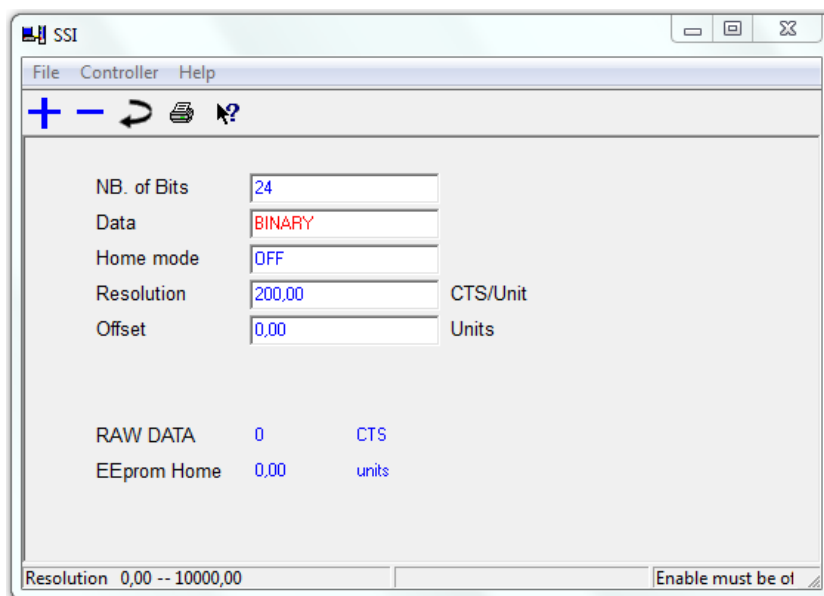 SSI
File Controller Help
NB. of Bits 24
Data BINARY
Home mode OFF
Resolution 200,00 CTS/Unit
Offset 0,00 Units
RAW DATA 0 CTS
EEprom Home 0,00 units
Resolution 0,00 -- 10000,00 Enable must be of